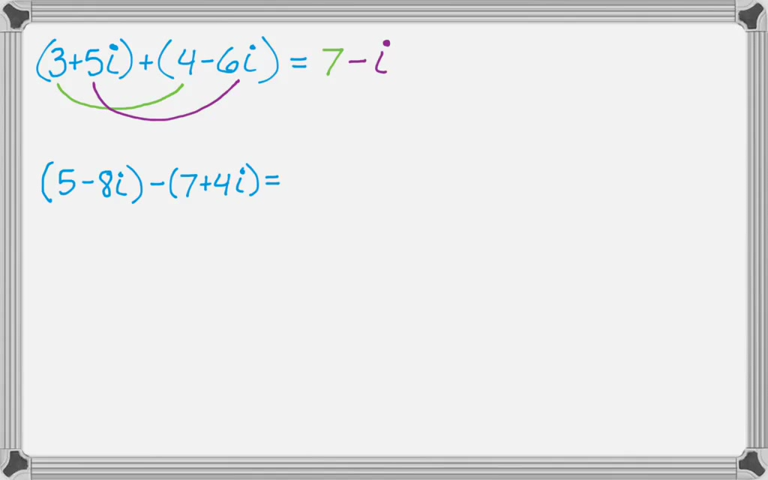 (3+5i)+(4-6i) = 7-i
(5-8i)-(7+4i)=